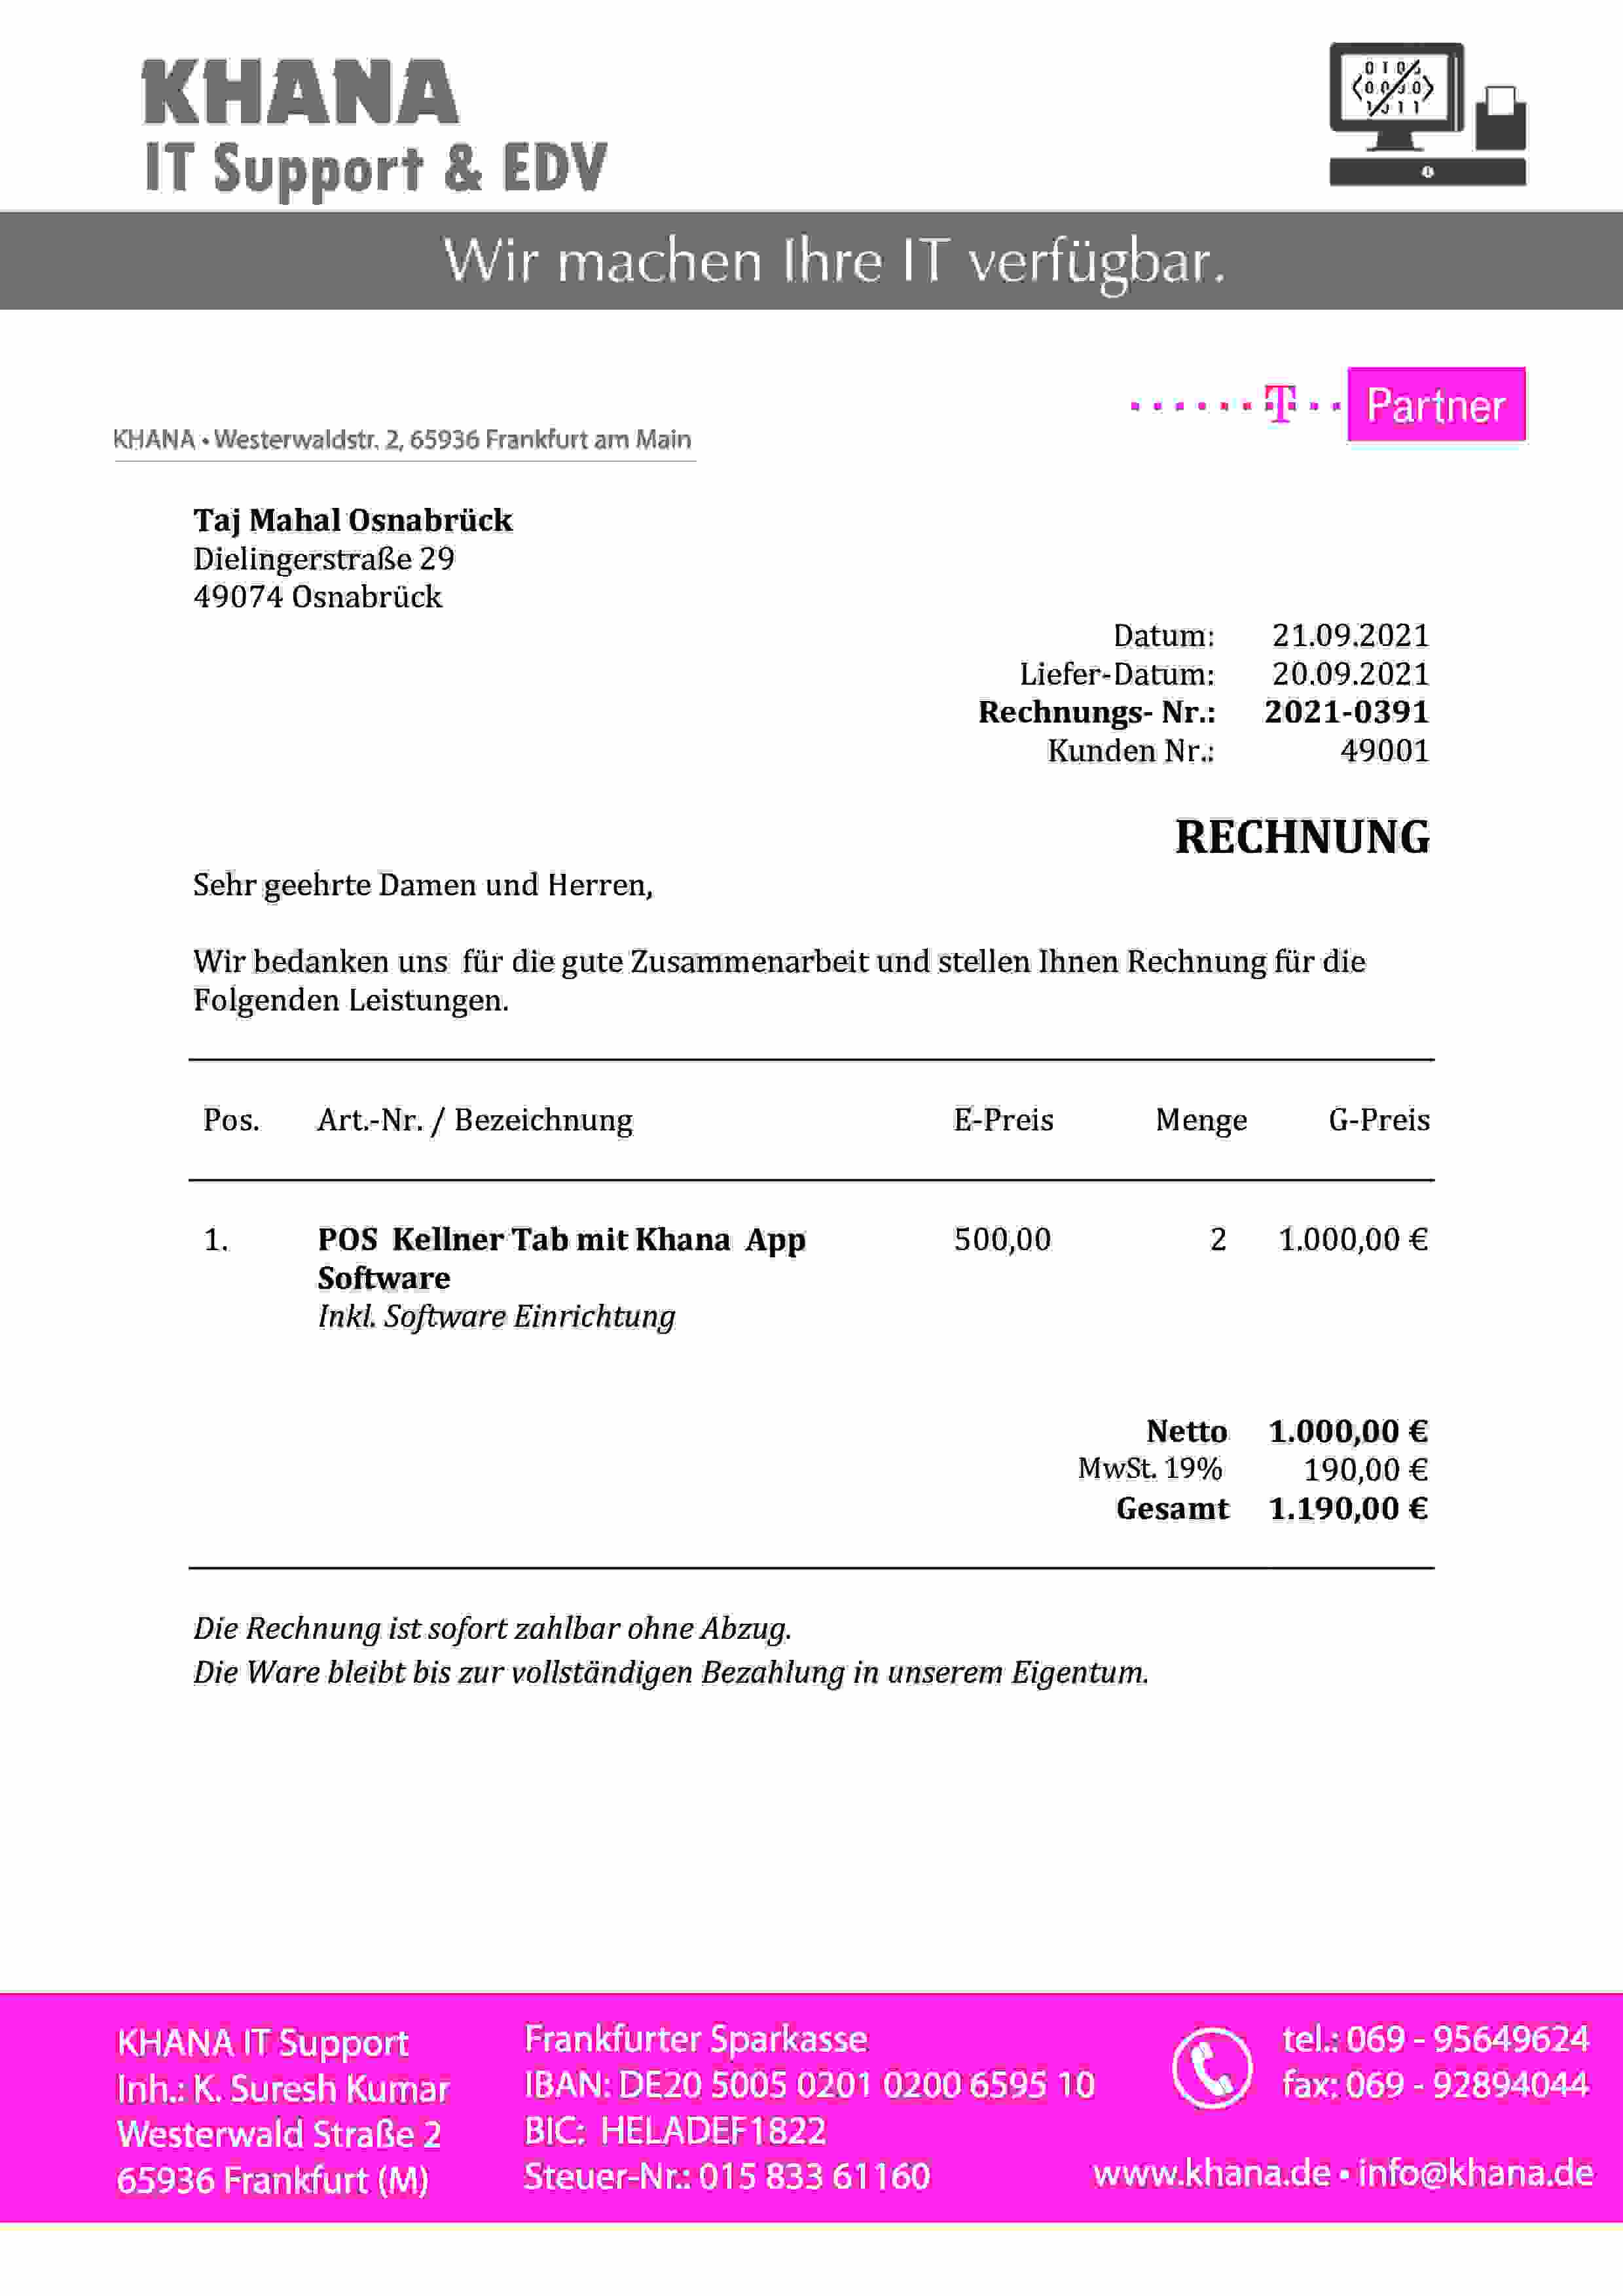 KHANA
IT Support & EDV
Wir machen Ihre IT verfügbar.
T Partner
KHANA • Westerwaldstr. 2, 65936 Frankfurt am Main
Taj Mahal Osnabrück
Dielingerstraße 29
49074 Osnabrück
Datum: 21.09.2021
Liefer-Datum: 20.09.2021
Rechnungs- Nr.: 2021-0391
Kunden Nr.: 49001
RECHNUNG
Sehr geehrte Damen und Herren,
Wir bedanken uns für die gute Zusammenarbeit und stellen Ihnen Rechnung für die
Folgenden Leistungen.
Pos. Art.-Nr. / Bezeichnung E-Preis Menge G-Preis
1. POS Kellner Tab mit Khana App 500,00 2 1.000,00 €
Software
Inkl. Software Einrichtung
Netto 1.000,00 €
MwSt. 19% 190,00 €
Gesamt 1.190,00 €
Die Rechnung ist sofort zahlbar ohne Abzug.
Die Ware bleibt bis zur vollständigen Bezahlung in unserem Eigentum.
KHANA IT Support
Inh.: K. Suresh Kumar
Westerwald Straße 2
65936 Frankfurt (M)
Frankfurter Sparkasse
IBAN: DE20 5005 0201 0200 6595 10
BIC: HELADEF1822
Steuer-Nr.: 015 833 61160
tel.: 069 - 95649624
fax: 069 - 92894044
www.khana.de • info@khana.de